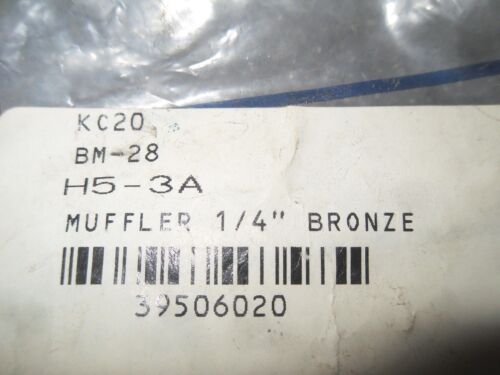 KC20
BM-28
H5-3A
MUFFLER 1/4" BRONZE
39506020